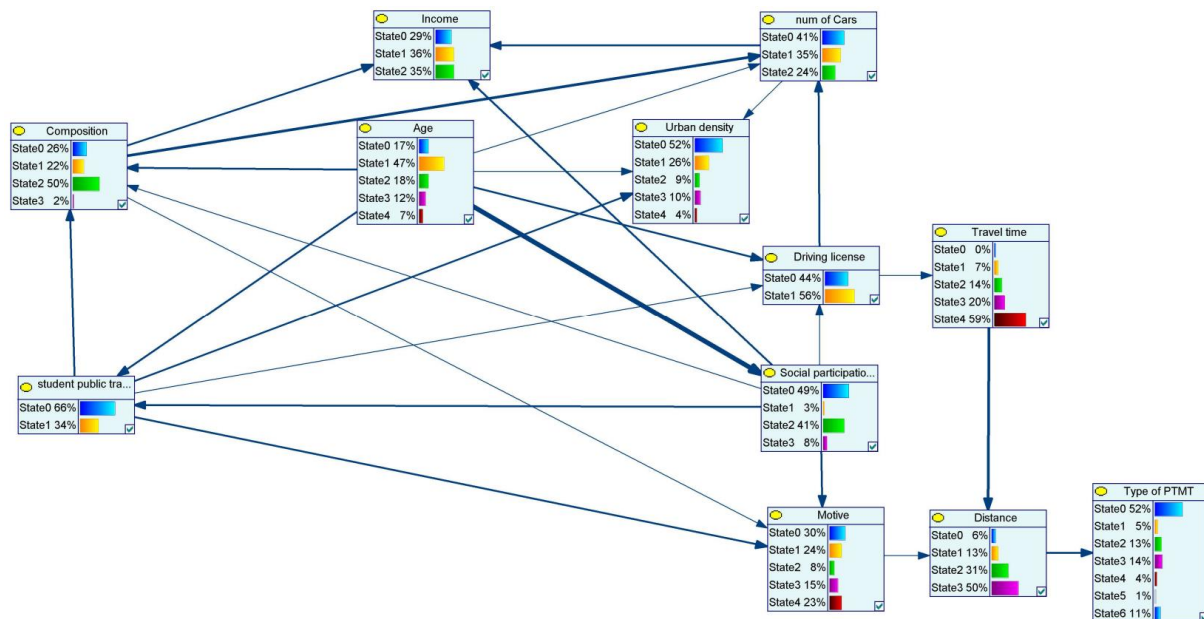 Income
State0 29%
State1 36%
State2 35%
num of Cars
State0 41%
State1 35%
State2 24%
Composition
State0 26%
State1 22%
State2 50%
State3 2%
Age
State0 17%
State1 47%
State2 18%
State3 12%
State4 7%
Urban density
State0 52%
State1 26%
State2 9%
State3 10%
State4 4%
Driving license
State0 44%
State1 56%
Travel time
State0 0%
State1 7%
State2 14%
State3 20%
State4 59%
student public tra...
State0 66%
State1 34%
Social participatio...
State0 49%
State1 3%
State2 41%
State3 8%
Motive
State0 30%
State1 24%
State2 8%
State3 15%
State4 23%
Distance
State0 6%
State1 13%
State2 31%
State3 50%
Type of PTMT
State0 52%
State1 5%
State2 13%
State3 14%
State4 4%
State5 1%
State6 11%